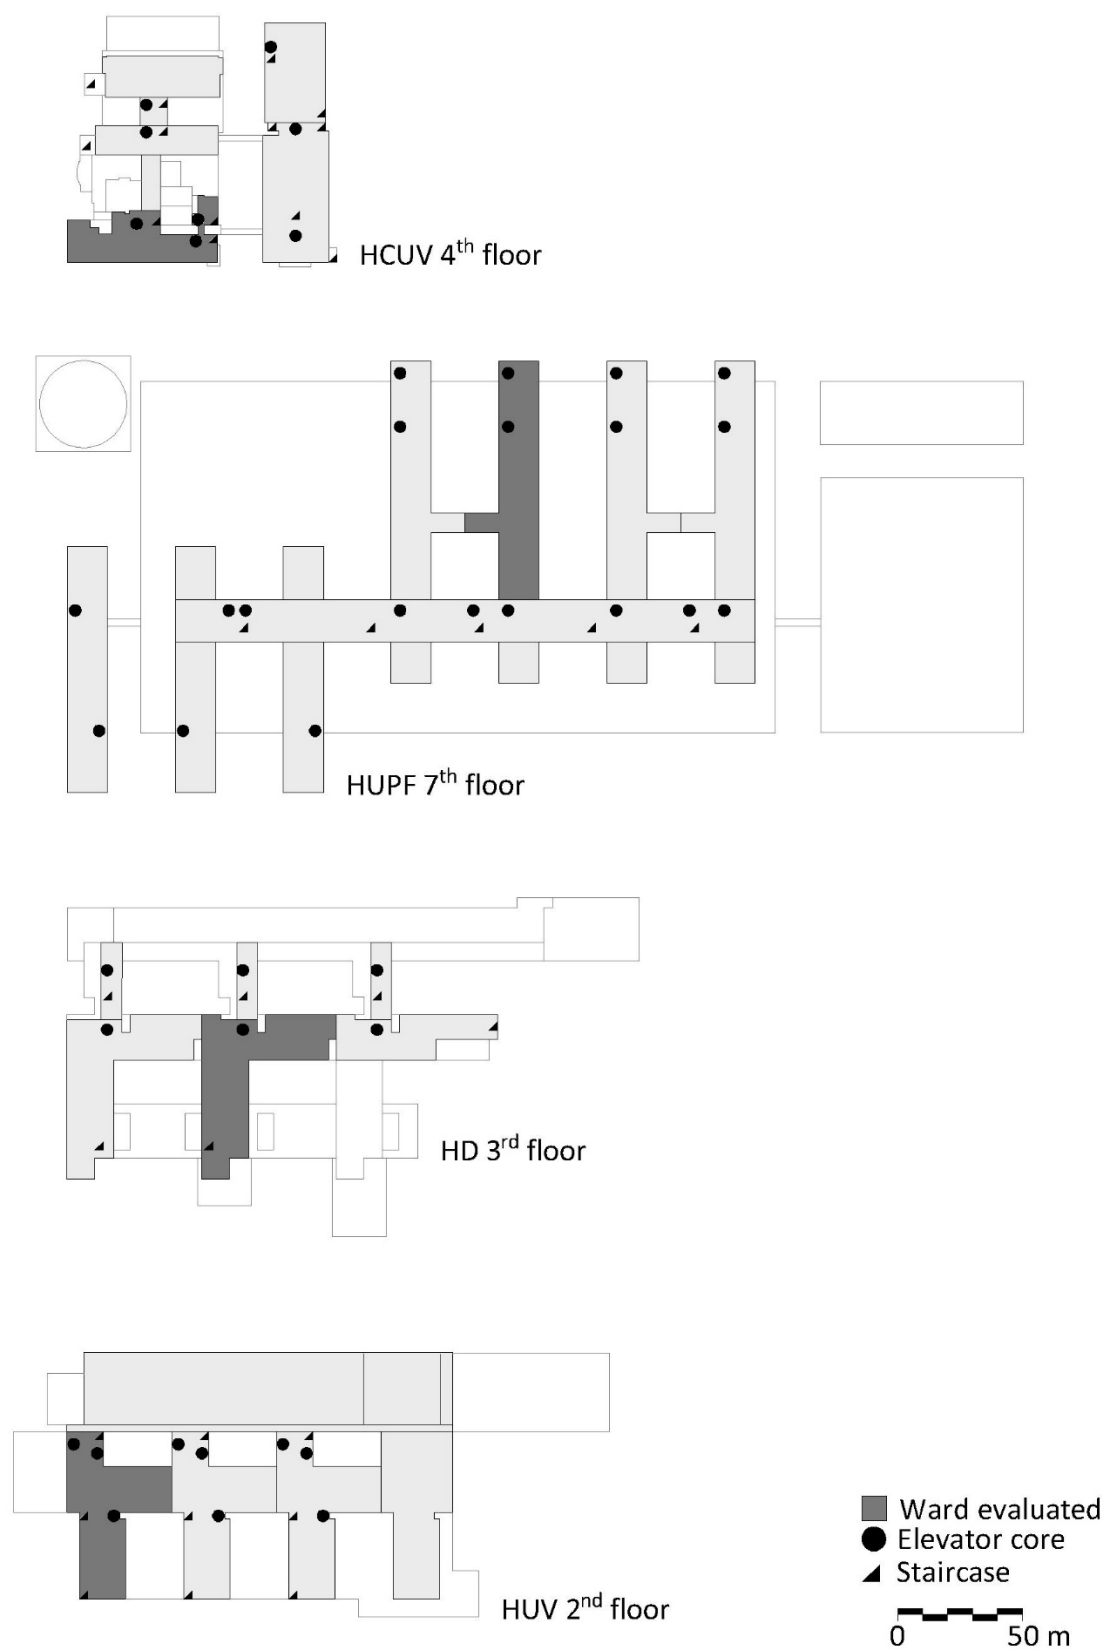 HCUV 4th floor
HUPF 7th floor
HD 3rd floor
HUV 2nd floor
Ward evaluated
Elevator core
Staircase
0 50 m